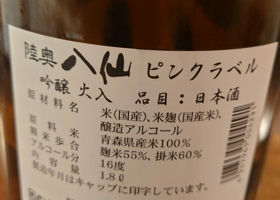 陸奥八仙 ピンクラベル
吟醸 火入 品目:日本酒
原材料名 米(国産)、米麹(国産米)、
醸造アルコール
原料米 青森県産米100%
精米歩合 麹米55%、掛米60%
アルコール分 16度
内容量 1.8ℓ
製造年月はキャップに印字しています。